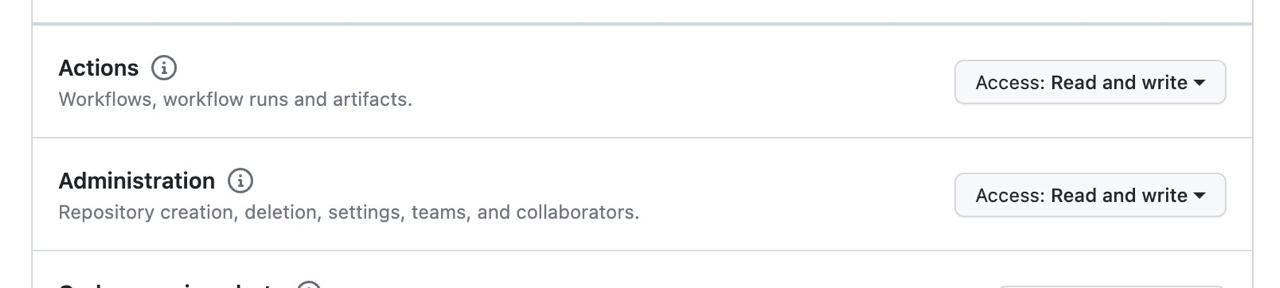 Actions
Access: Read and write
Workflows, workflow runs and artifacts.
Administration
Access: Read and write
Repository creation, deletion, settings, teams, and collaborators.